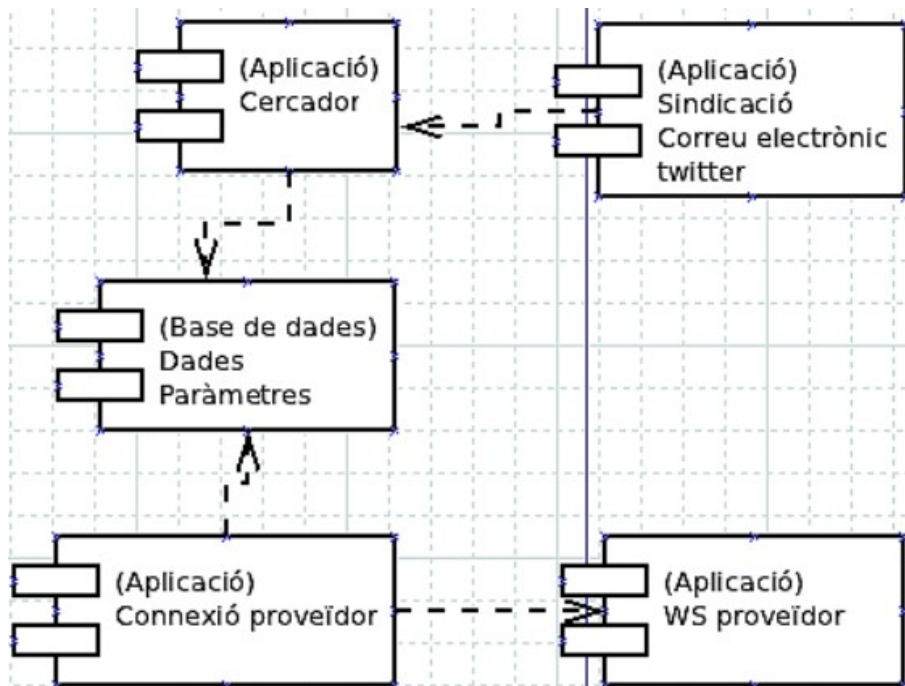 (Aplicació)
Cercador
(Aplicació)
Sindicació
Correu electrònic
twitter
(Base de dades)
Dades
Paràmetres
(Aplicació)
Connexió proveïdor
(Aplicació)
WS proveïdor